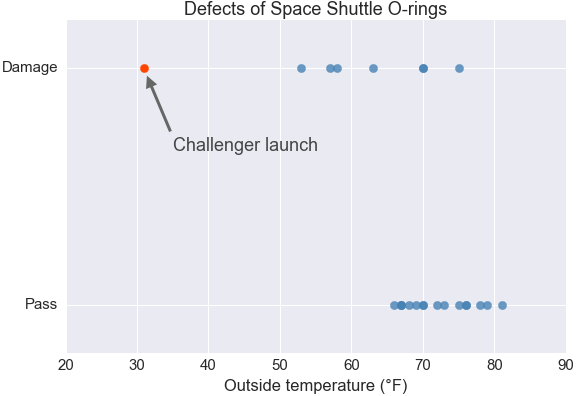 Defects of Space Shuttle O-rings
Damage
Challenger launch
Pass
20 30 40 50 60 70 80 90
Outside temperature (°F)